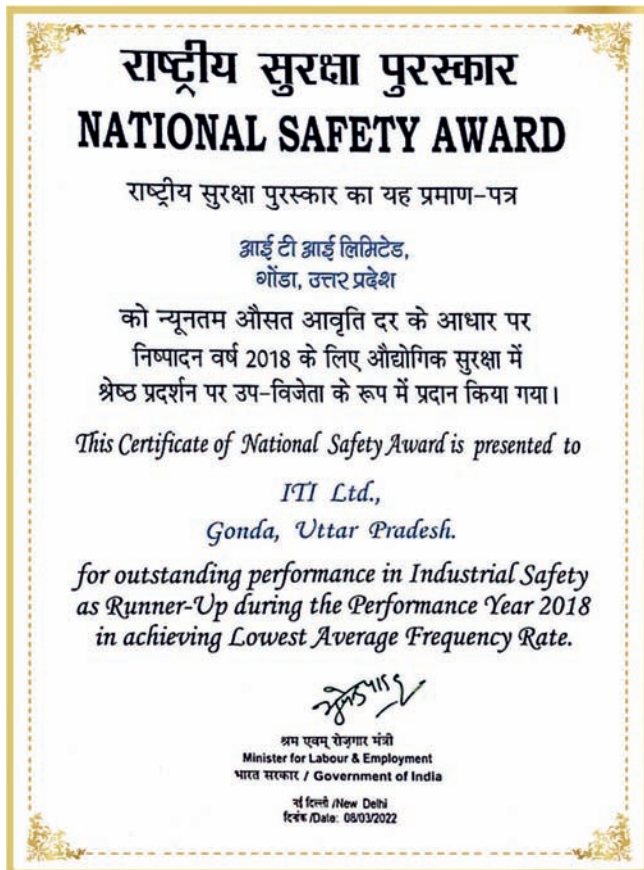 राष्ट्रीय सुरक्षा पुरस्कार
NATIONAL SAFETY AWARD
राष्ट्रीय सुरक्षा पुरस्कार का यह प्रमाण-पत्र
आई टी आई लिमिटेड,
गोंडा, उत्तर प्रदेश
को न्यूनतम औसत आवृति दर के आधार पर
निष्पादन वर्ष 2018 के लिए औद्योगिक सुरक्षा में
श्रेष्ठ प्रदर्शन पर उप-विजेता के रूप में प्रदान किया गया।
This Certificate of National Safety Award is presented to
ITI Ltd.,
Gonda, Uttar Pradesh.
for outstanding performance in Industrial Safety
as Runner-Up during the Performance Year 2018
in achieving Lowest Average Frequency Rate.
श्रम एवम् रोज़गार मंत्री
Minister for Labour & Employment
भारत सरकार / Government of India
नई दिल्ली /New Delhi
दिनांक /Date: 08/03/2022